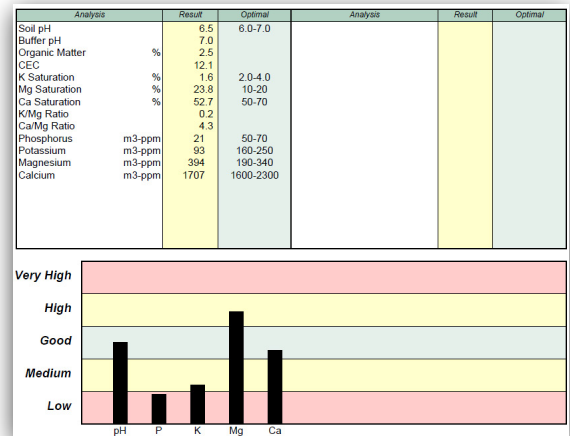 Analysis Result Optimal Analysis Result Optimal
Soil pH 6.5 6.0-7.0
Buffer pH 7.0
Organic Matter % 2.5
CEC 12.1
K Saturation % 1.6 2.0-4.0
Mg Saturation % 23.8 10-20
Ca Saturation % 52.7 50-70
K/Mg Ratio 0.2
Ca/Mg Ratio 4.3
Phosphorus m3-ppm 21 50-70
Potassium m3-ppm 93 160-250
Magnesium m3-ppm 394 190-340
Calcium m3-ppm 1707 1600-2300
Very High
High
Good
Medium
Low
pH P K Mg Ca